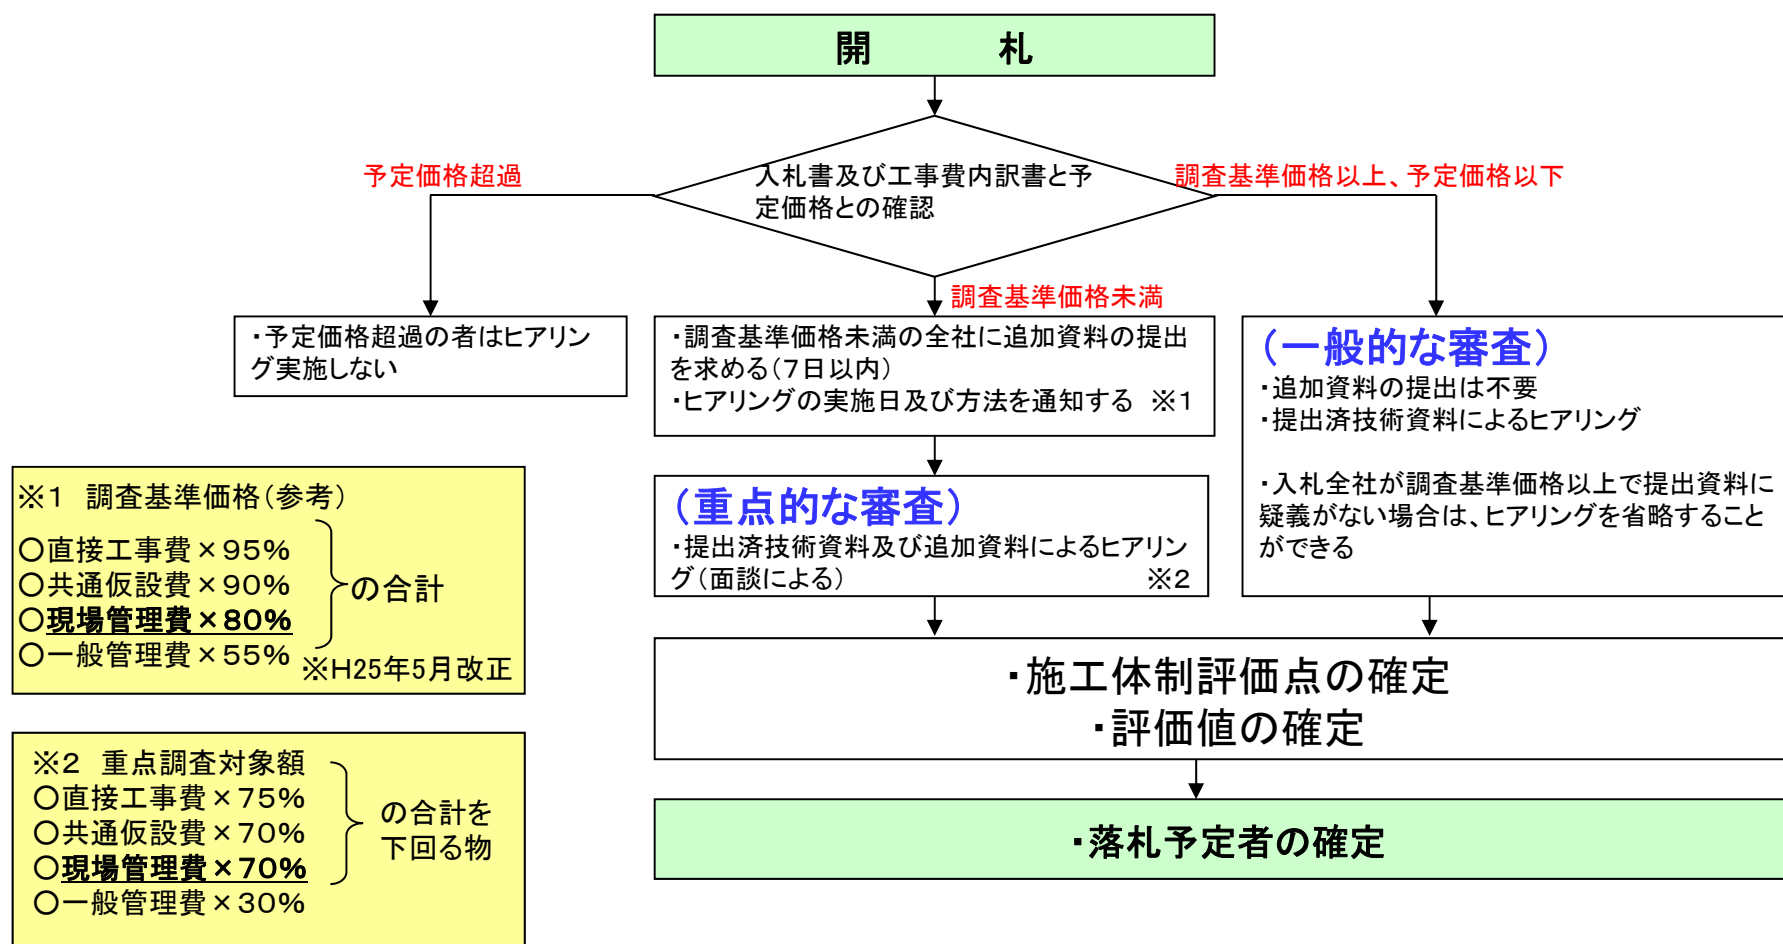 開　札
入札書及び工事費内訳書と予
定価格との確認
予定価格超過
調査基準価格以上、予定価格以下
調査基準価格未満
・予定価格超過の者はヒアリン
グ実施しない
・調査基準価格未満の全社に追加資料の提出
を求める(7日以内)
・ヒアリングの実施日及び方法を通知する ※1
(一般的な審査)
・追加資料の提出は不要
・提出済技術資料によるヒアリング
・入札全社が調査基準価格以上で提出資料に
疑義がない場合は、ヒアリングを省略すること
ができる
(重点的な審査)
・提出済技術資料及び追加資料によるヒアリン
グ(面談による) ※2
※1 調査基準価格(参考)
○直接工事費×95%
○共通仮設費×90%
○現場管理費×80%
○一般管理費×55%
の合計
※H25年5月改正
・施工体制評価点の確定
・評価値の確定
※2 重点調査対象額
○直接工事費×75%
○共通仮設費×70%
○現場管理費×70%
○一般管理費×30%
の合計を
下回る物
・落札予定者の確定